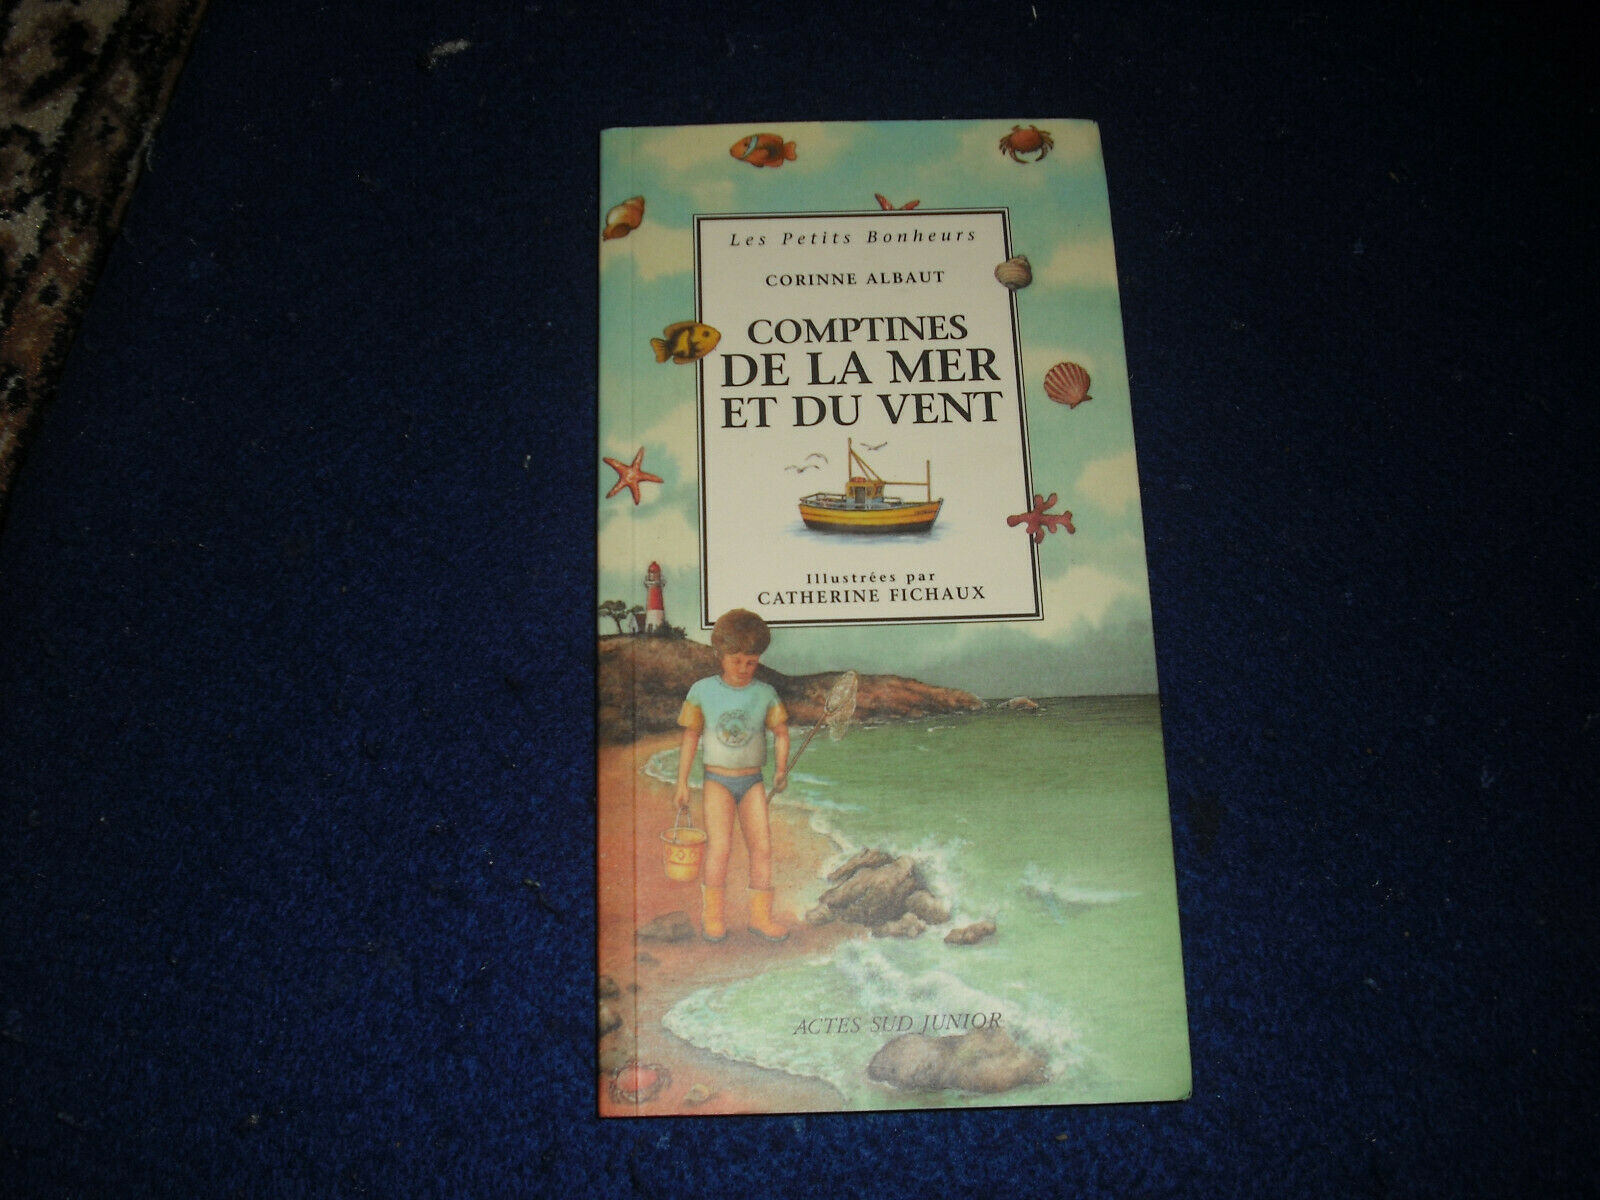 Les Petits Bonheurs
CORINNE ALBAUT
COMPTINES
DE LA MER
ET DU VENT
Illustrées par
CATHERINE FICHAUX
ACTES SUD JUNIOR